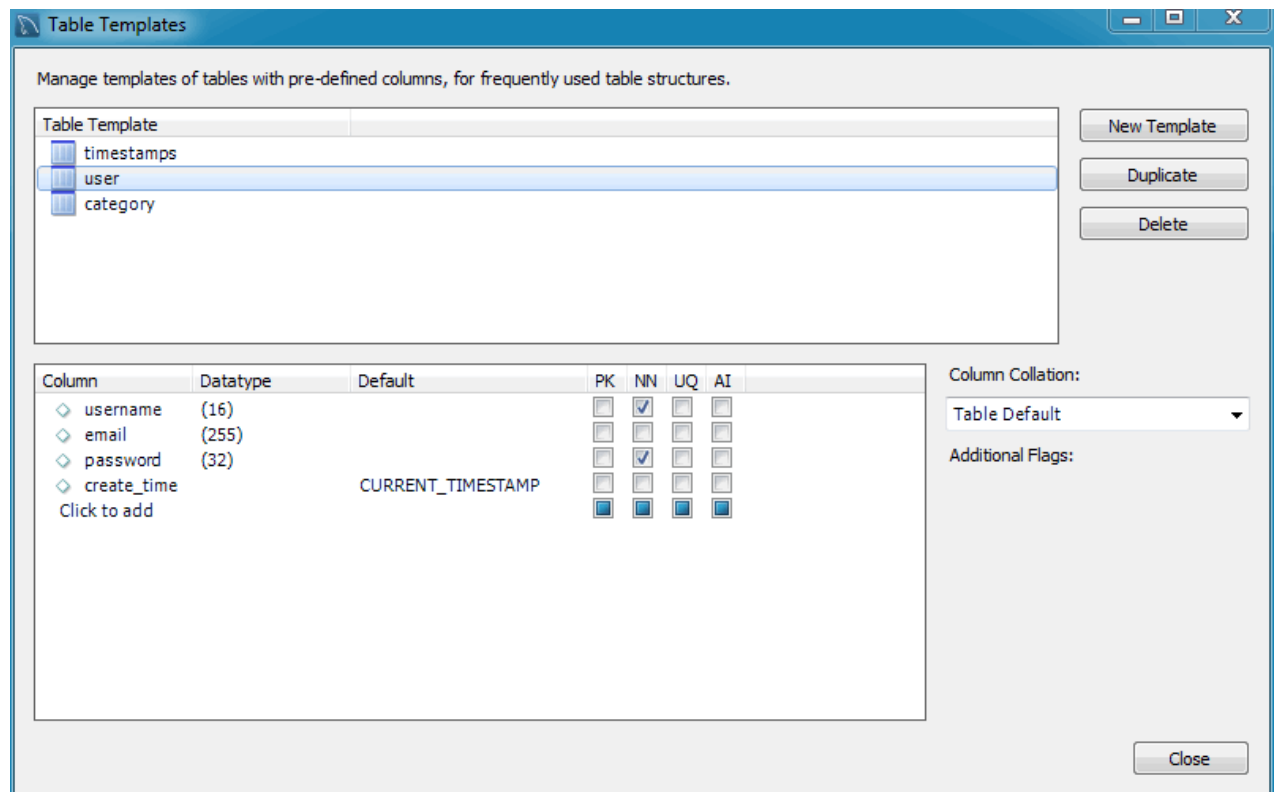 Table Templates
Manage templates of tables with pre-defined columns, for frequently used table structures.
Table Template
timestamps
user
category
New Template
Duplicate
Delete
Column Datatype Default PK NN UQ AI
username (16)
email (255)
password (32)
create_time CURRENT_TIMESTAMP
Click to add
Column Collation:
Table Default
Additional Flags:
Close